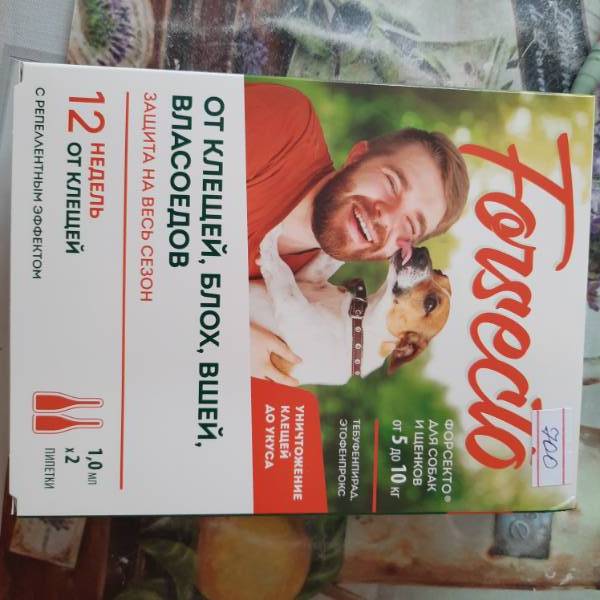 Forsecto
700
ФОРСЕКТО®
ДЛЯ СОБАК
И ЩЕНКОВ
ОТ 5 ДО 10 КГ
ТЕБУФЕНПИРАД,
ЭТОФЕНПРОКС
УНИЧТОЖЕНИЕ
КЛЕЩЕЙ
ДО УКУСА
ОТ КЛЕЩЕЙ, БЛОХ, ВШЕЙ,
ВЛАСОЕДОВ
ЗАЩИТА НА ВЕСЬ СЕЗОН
12 НЕДЕЛЬ
ОТ КЛЕЩЕЙ
С РЕПЕЛЛЕНТНЫМ ЭФФЕКТОМ
1,0 МЛ
х 2
ПИПЕТКИ